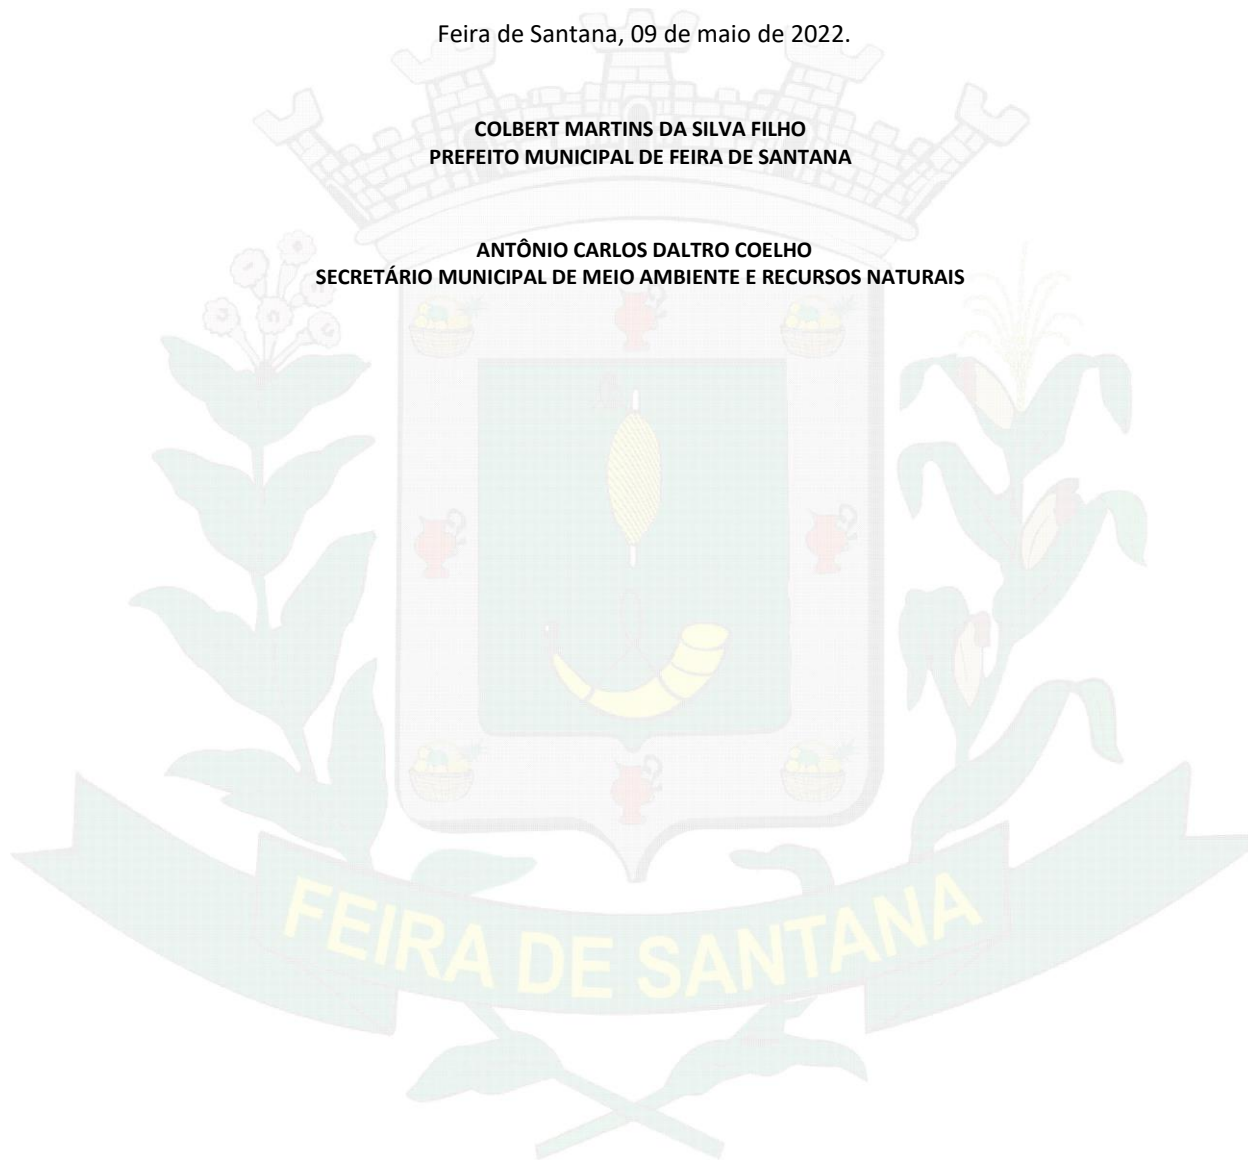 Feira de Santana, 09 de maio de 2022.
COLBERT MARTINS DA SILVA FILHO
PREFEITO MUNICIPAL DE FEIRA DE SANTANA
ANTÔNIO CARLOS DALTRO COELHO
SECRETÁRIO MUNICIPAL DE MEIO AMBIENTE E RECURSOS NATURAIS
FEIRA DE SANTANA